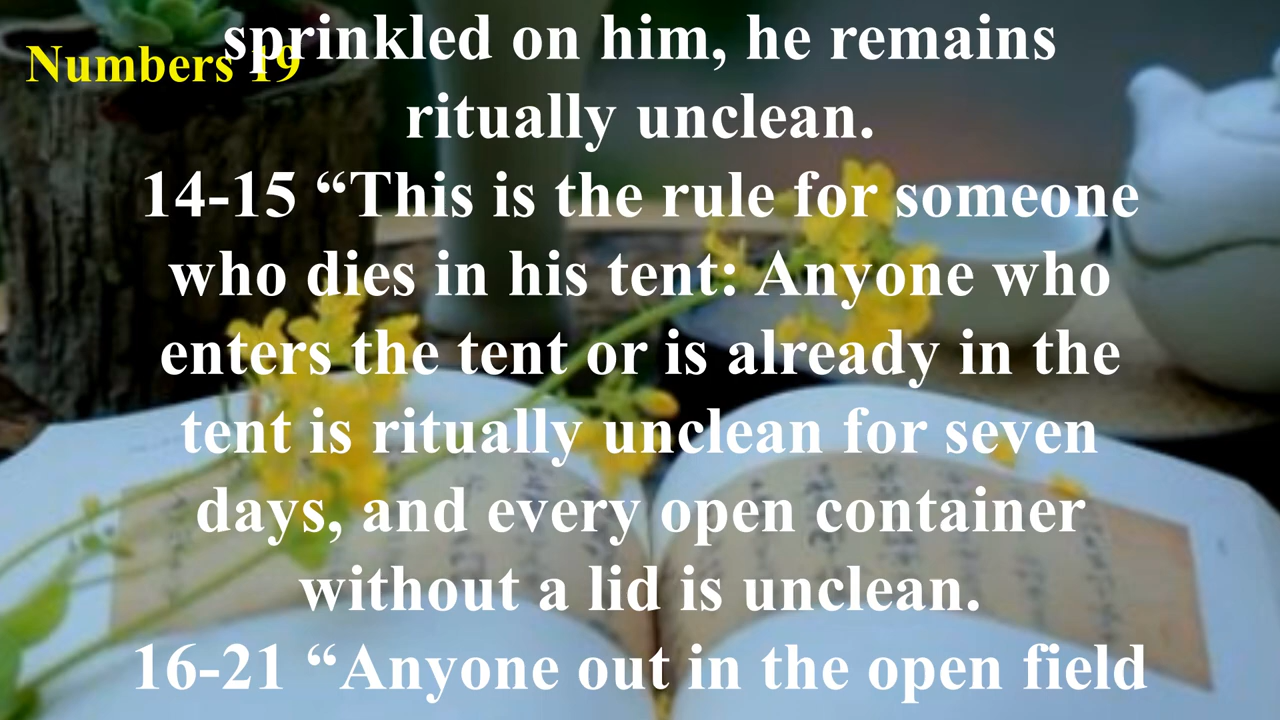 Numbers 19
sprinkled on him, he remains
ritually unclean.
14-15 “This is the rule for someone
who dies in his tent: Anyone who
enters the tent or is already in the
tent is ritually unclean for seven
days, and every open container
without a lid is unclean.
16-21 “Anyone out in the open field